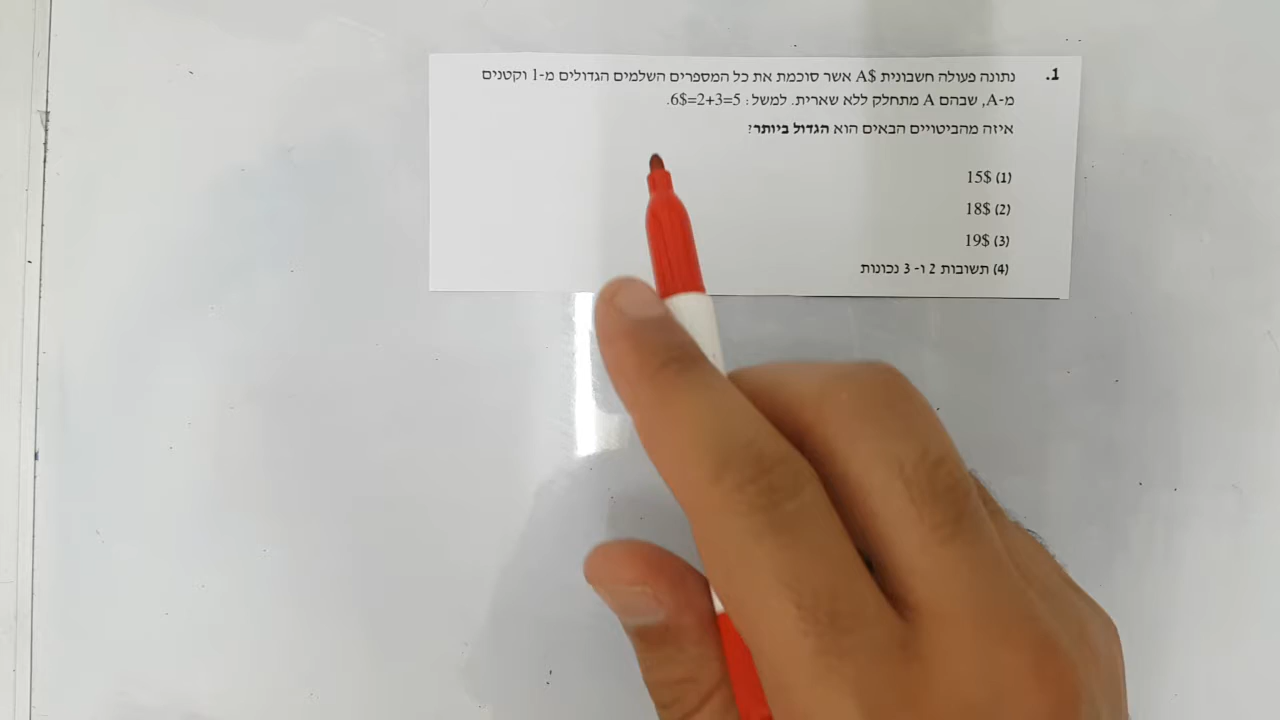 1. נתונה פעולה חשבונית A$ אשר סוכמת את כל המספרים השלמים הגדולים מ-1 וקטנים
מ-A, שבהם A מתחלק ללא שארית. למשל: 6$=2+3=5.
איזה מהביטויים הבאים הוא הגדול ביותר?
(1) 15$
(2) 18$
(3) 19$
(4) תשובות 2 ו- 3 נכונות